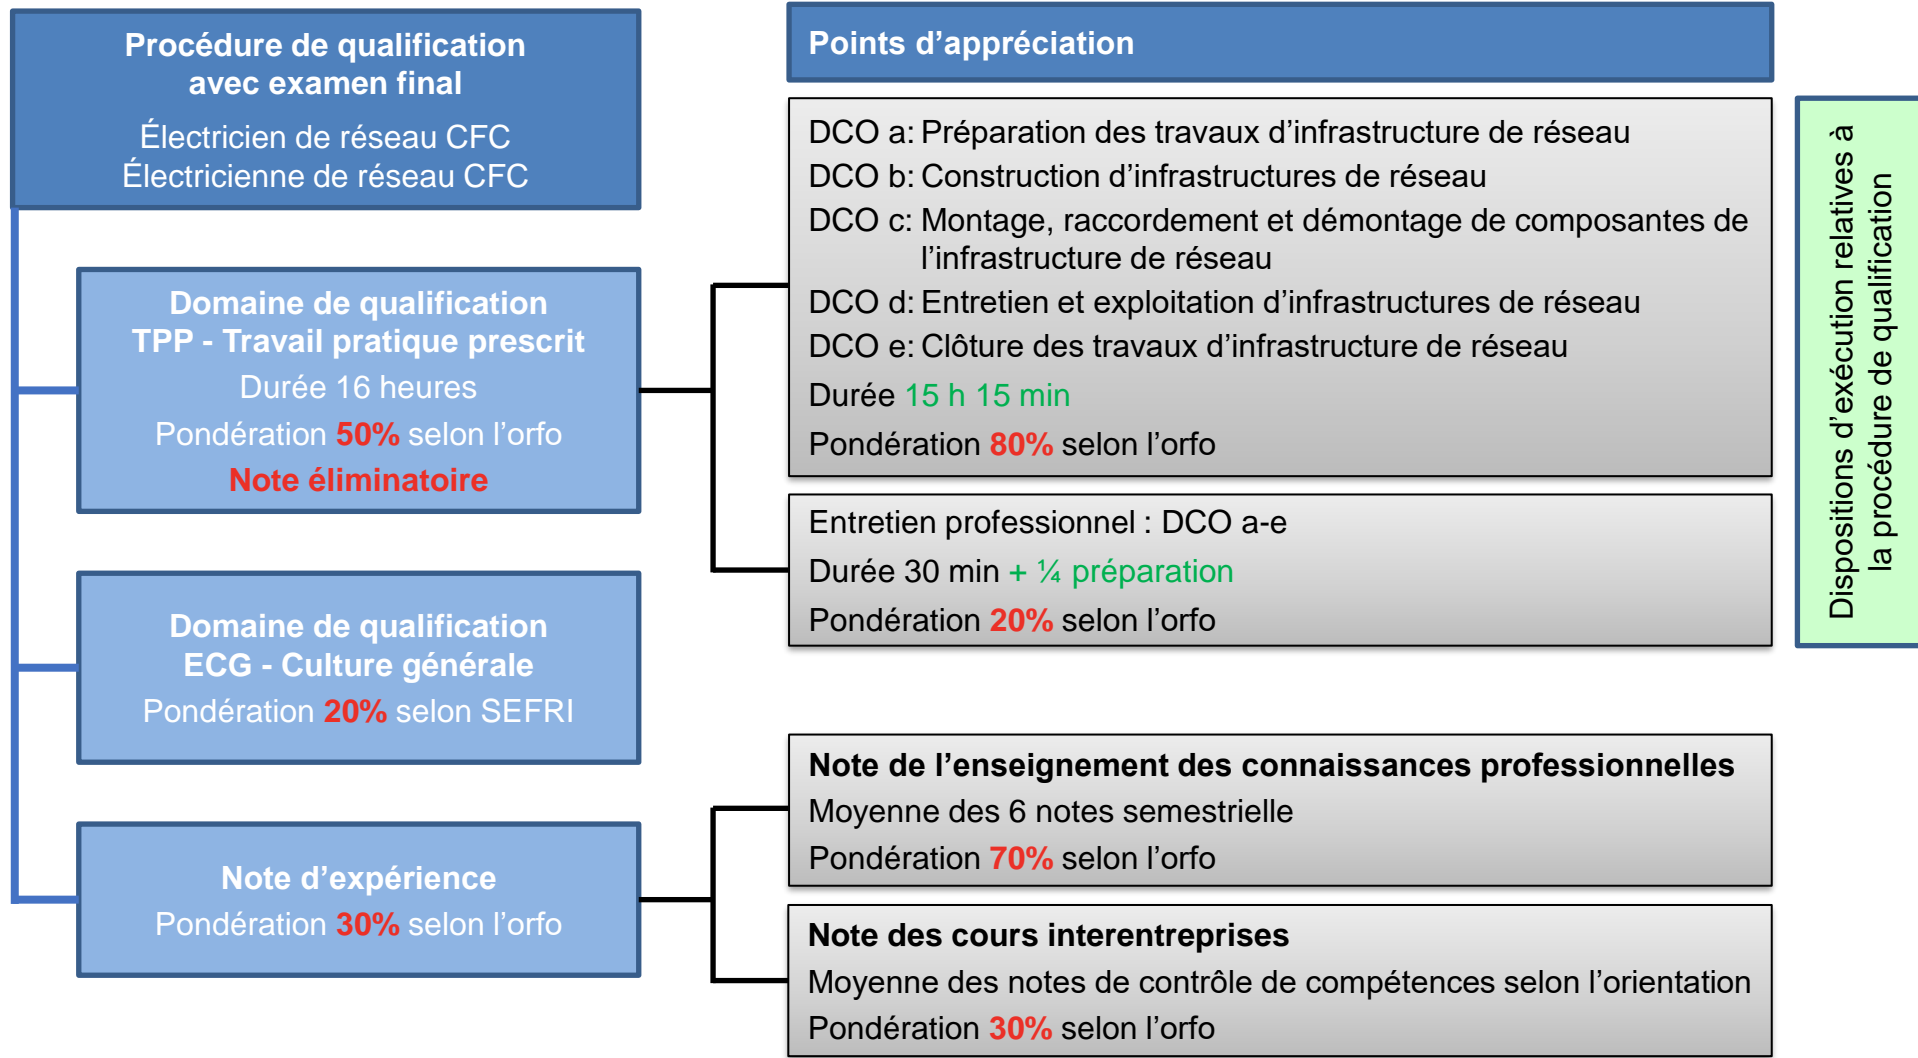 Procédure de qualification
avec examen final
Électricien de réseau CFC
Électricienne de réseau CFC
Domaine de qualification
TPP - Travail pratique prescrit
Durée 16 heures
Pondération 50% selon l’orfo
Note éliminatoire
Domaine de qualification
ECG - Culture générale
Pondération 20% selon SEFRI
Note d’expérience
Pondération 30% selon l’orfo
Points d’appréciation
DCO a: Préparation des travaux d’infrastructure de réseau
DCO b: Construction d’infrastructures de réseau
DCO c: Montage, raccordement et démontage de composantes de
l’infrastructure de réseau
DCO d: Entretien et exploitation d’infrastructures de réseau
DCO e: Clôture des travaux d’infrastructure de réseau
Durée 15 h 15 min
Pondération 80% selon l’orfo
Entretien professionnel : DCO a-e
Durée 30 min + ¼ préparation
Pondération 20% selon l’orfo
Note de l’enseignement des connaissances professionnelles
Moyenne des 6 notes semestrielle
Pondération 70% selon l’orfo
Note des cours interentreprises
Moyenne des notes de contrôle de compétences selon l’orientation
Pondération 30% selon l’orfo
Dispositions d’exécution relatives à
la procédure de qualification